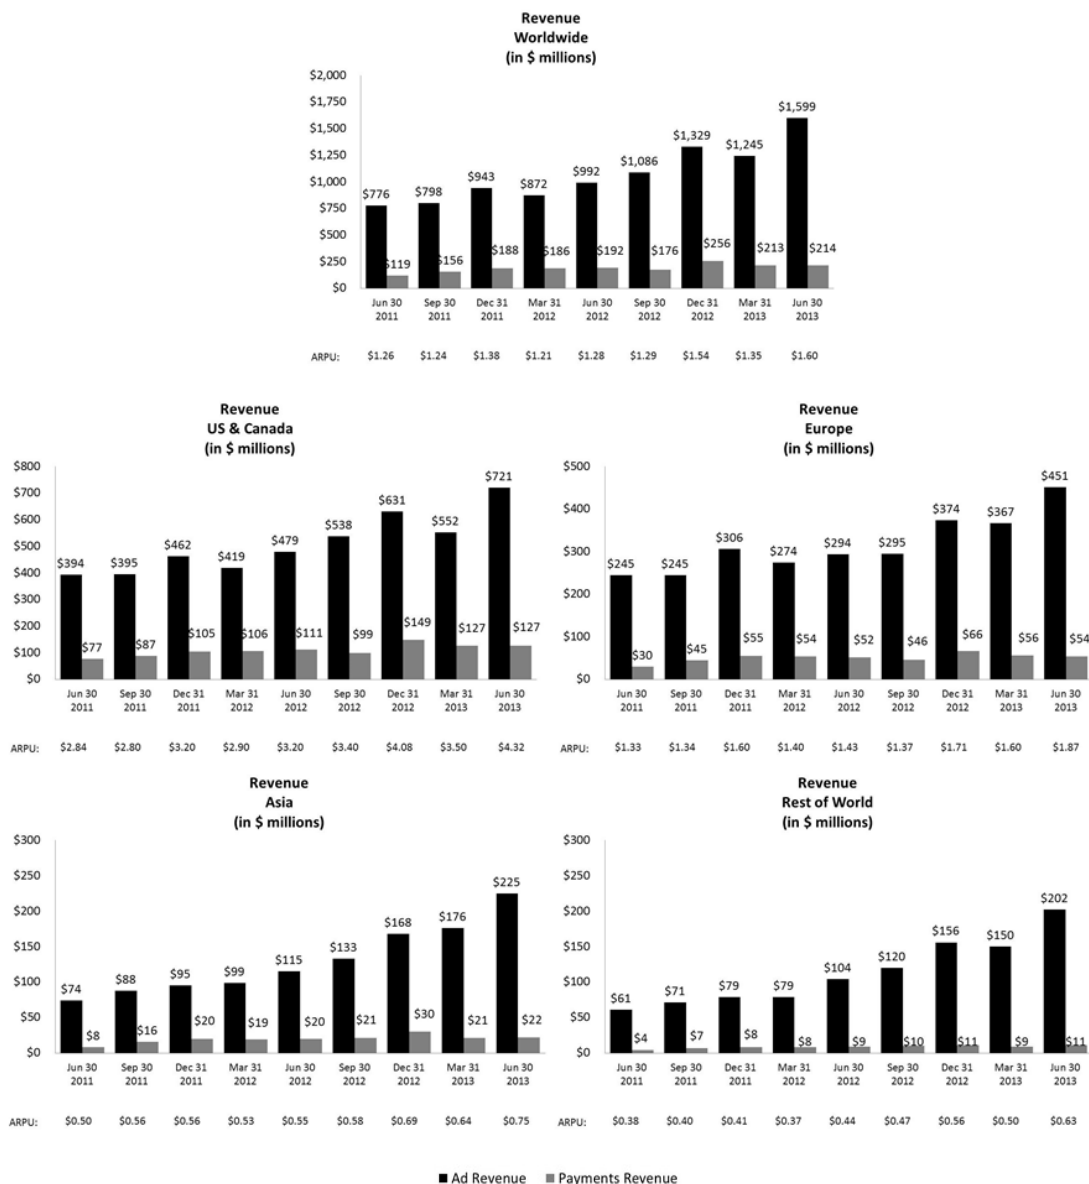 Revenue
Worldwide
(in $ millions)
$2,000
$1,750
$1,500
$1,250
$1,000
$750
$500
$250
$0
$776 $798 $943 $872 $992 $1,086 $1,329 $1,245 $1,599
$119 $156 $188 $186 $192 $176 $256 $213 $214
Jun 30 Sep 30 Dec 31 Mar 31 Jun 30 Sep 30 Dec 31 Mar 31 Jun 30
2011 2011 2011 2012 2012 2012 2012 2013 2013
ARPU: $1.26 $1.24 $1.38 $1.21 $1.28 $1.29 $1.54 $1.35 $1.60
Revenue
US & Canada
(in $ millions)
$800
$700
$600
$500
$400
$300
$200
$100
$0
$394 $395 $462 $419 $479 $538 $631 $552 $721
$77 $87 $105 $106 $111 $99 $149 $127 $127
Jun 30 Sep 30 Dec 31 Mar 31 Jun 30 Sep 30 Dec 31 Mar 31 Jun 30
2011 2011 2011 2012 2012 2012 2012 2013 2013
ARPU: $2.84 $2.80 $3.20 $2.90 $3.20 $3.40 $4.08 $3.50 $4.32
Revenue
Europe
(in $ millions)
$500
$400
$300
$200
$100
$0
$245 $245 $306 $274 $294 $295 $374 $367 $451
$30 $45 $55 $54 $52 $46 $66 $56 $54
Jun 30 Sep 30 Dec 31 Mar 31 Jun 30 Sep 30 Dec 31 Mar 31 Jun 30
2011 2011 2011 2012 2012 2012 2012 2013 2013
ARPU: $1.33 $1.34 $1.60 $1.40 $1.43 $1.37 $1.71 $1.60 $1.87
Revenue
Asia
(in $ millions)
$300
$250
$200
$150
$100
$50
$0
$74 $88 $95 $99 $115 $133 $168 $176 $225
$8 $16 $20 $19 $20 $21 $30 $21 $22
Jun 30 Sep 30 Dec 31 Mar 31 Jun 30 Sep 30 Dec 31 Mar 31 Jun 30
2011 2011 2011 2012 2012 2012 2012 2013 2013
ARPU: $0.50 $0.56 $0.56 $0.53 $0.55 $0.58 $0.69 $0.64 $0.75
Revenue
Rest of World
(in $ millions)
$300
$250
$200
$150
$100
$50
$0
$61 $71 $79 $79 $104 $120 $156 $150 $202
$4 $7 $8 $8 $9 $10 $11 $9 $11
Jun 30 Sep 30 Dec 31 Mar 31 Jun 30 Sep 30 Dec 31 Mar 31 Jun 30
2011 2011 2011 2012 2012 2012 2012 2013 2013
ARPU: $0.38 $0.40 $0.41 $0.37 $0.44 $0.47 $0.56 $0.50 $0.63
Ad Revenue Payments Revenue